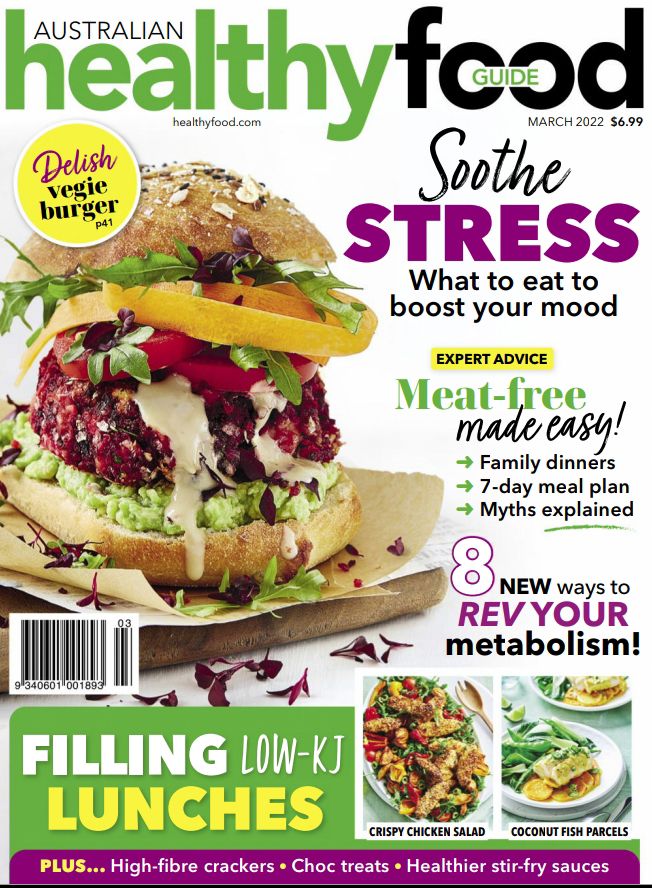 AUSTRALIAN
healthyfood
GUIDE
healthyfood.com
MARCH 2022 $6.99
Delish
vegie
burger
p41
Soothe
STRESS
What to eat to
boost your mood
EXPERT ADVICE
Meat-free
made easy!
→ Family dinners
→ 7-day meal plan
→ Myths explained
8 NEW ways to
REV YOUR
metabolism!
03
9 340601 001893
FILLING LOW-KJ
LUNCHES
CRISPY CHICKEN SALAD
COCONUT FISH PARCELS
PLUS... High-fibre crackers • Choc treats • Healthier stir-fry sauces